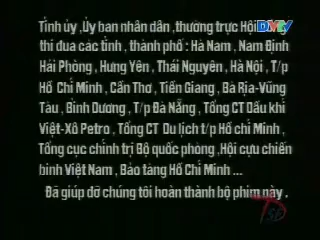 DMTV
Tỉnh ủy , Ủy ban nhân dân , thường trực Hội
thi đua các tỉnh , thành phố : Hà Nam , Nam Định
Hải Phòng , Hưng Yên , Thái Nguyên , Hà Nội , T/p
Hồ Chí Minh , Cần Thơ , Tiền Giang , Bà Rịa-Vũng
Tàu , Bình Dương , T/p Đà Nẵng , Tổng CT Dầu khí
Việt-Xô Petro , Tổng CT Du lịch t/p Hồ chí Minh ,
Tổng cục chính trị Bộ quốc phòng , Hội cựu chiến
binh Việt Nam , Bảo tàng Hồ Chí Minh ...
Đã giúp đỡ chúng tôi hoàn thành bộ phim này .